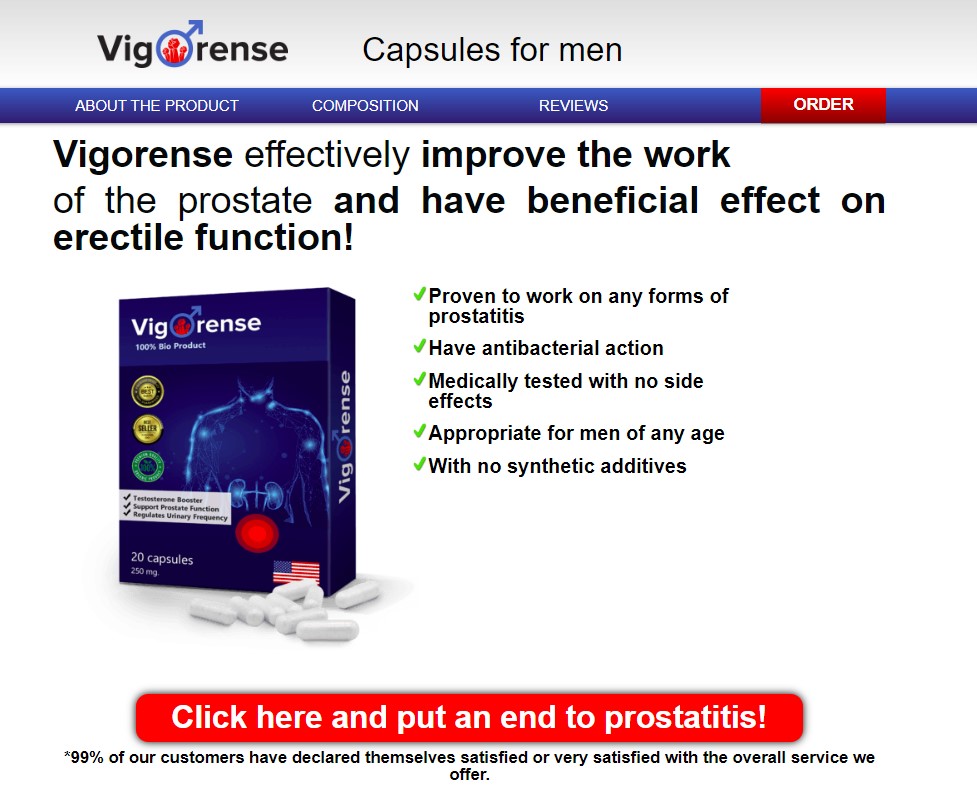 Vigorense
Capsules for men
ABOUT THE PRODUCT
COMPOSITION
REVIEWS
ORDER
Vigorense effectively improve the work
of the prostate and have beneficial effect on
erectile function!
Vigorense
100% Bio Product
SELLER
Testosterone Booster
Support Prostate Function
Regulates Urinary Frequency
20 capsules
250 mg.
Vigorense
Proven to work on any forms of
prostatitis
Have antibacterial action
Medically tested with no side
effects
Appropriate for men of any age
With no synthetic additives
Click here and put an end to prostatitis!
*99% of our customers have declared themselves satisfied or very satisfied with the overall service we
offer.